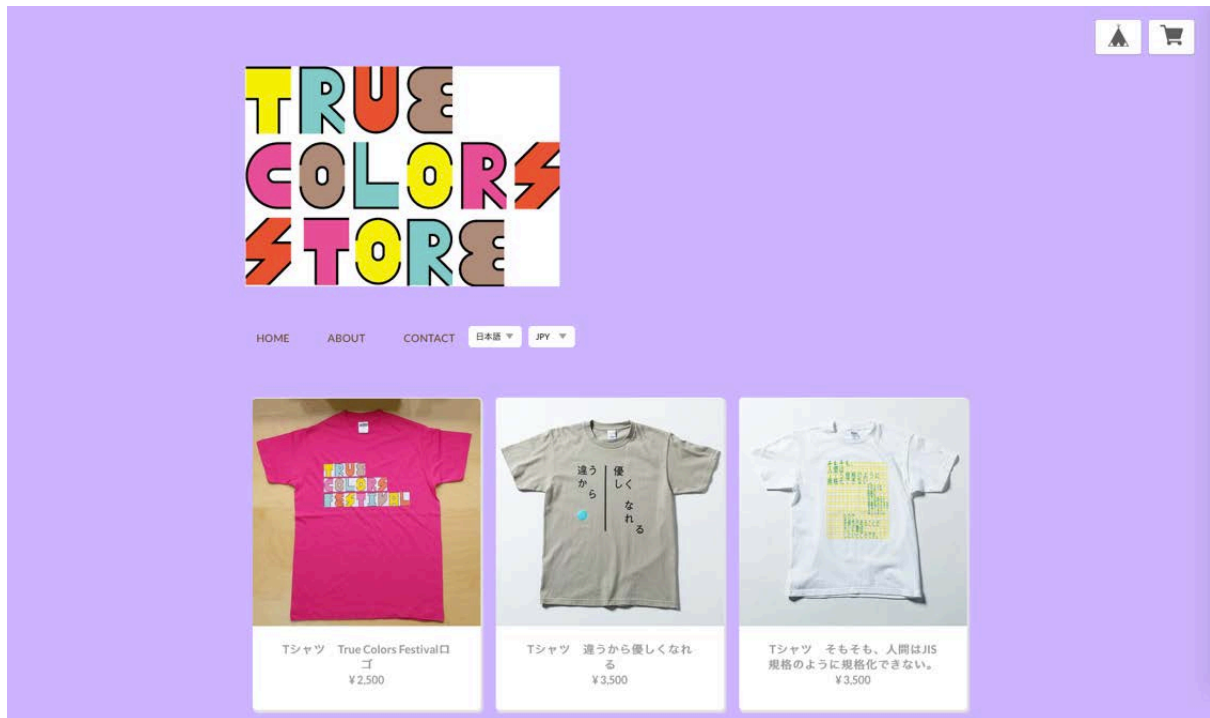 TRUE
COLORS
STORE
HOME
ABOUT
CONTACT
日本語
JPY
TRUE
COLORS
FESTIVAL
違う
から
優しく
なれる
Tシャツ　True Colors Festivalロ
ゴ
¥2,500
Tシャツ　違うから優しくなれ
る
¥3,500
Tシャツ　そもそも、人間はJIS
規格のように規格化できない。
¥3,500